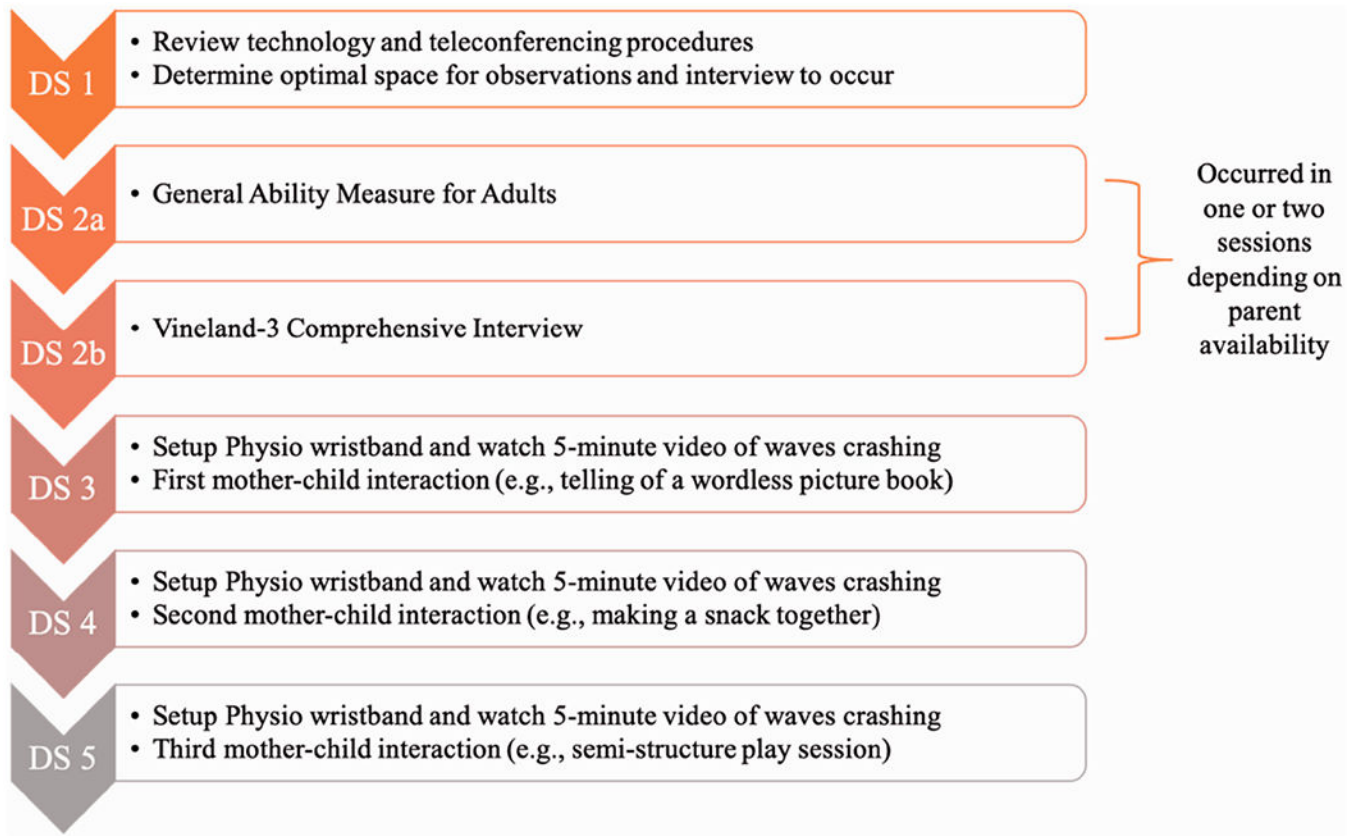 DS 1
• Review technology and teleconferencing procedures
• Determine optimal space for observations and interview to occur
DS 2a
• General Ability Measure for Adults
DS 2b
• Vineland-3 Comprehensive Interview
Occurred in
one or two
sessions
depending on
parent
availability
DS 3
• Setup Physio wristband and watch 5-minute video of waves crashing
• First mother-child interaction (e.g., telling of a wordless picture book)
DS 4
• Setup Physio wristband and watch 5-minute video of waves crashing
• Second mother-child interaction (e.g., making a snack together)
DS 5
• Setup Physio wristband and watch 5-minute video of waves crashing
• Third mother-child interaction (e.g., semi-structure play session)